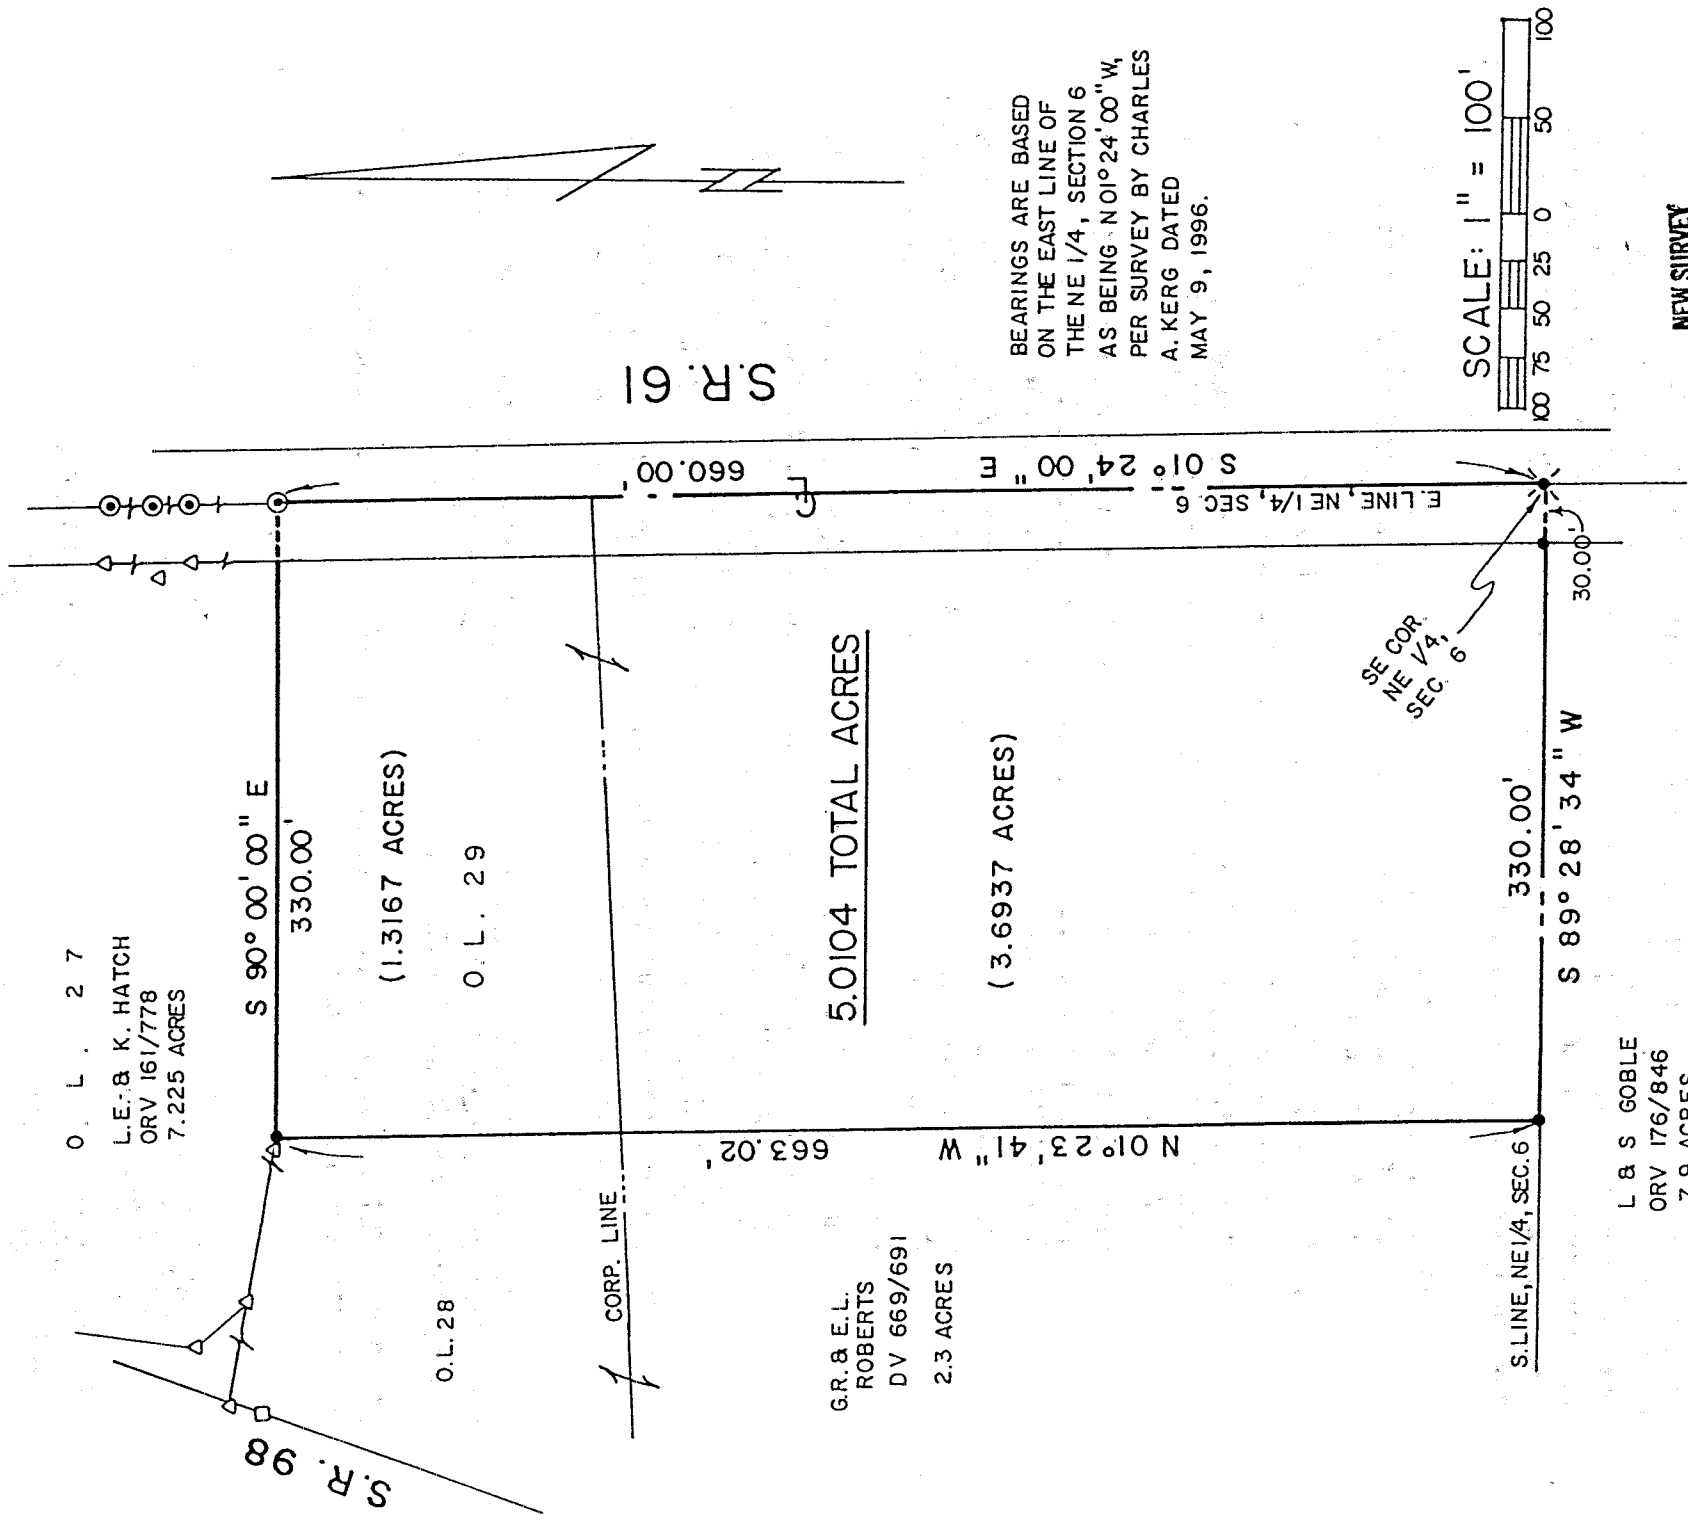 O. L. 27
L.E. & K. HATCH
ORV 161/778
7.225 ACRES
S.R. 98
O.L. 28
S 90° 00' 00" E
330.00'
(1.3167 ACRES)
O.L. 29
CORP. LINE
G.R. & E.L.
ROBERTS
DV 669/691
2.3 ACRES
N 01° 23' 41" W
663.02'
5.0104 TOTAL ACRES
(3.6937 ACRES)
S.R. 61
660.00'
CL
S 01° 24' 00" E
E. LINE, NE 1/4, SEC 6
SE COR.
NE 1/4,
SEC 6
30.00'
330.00'
S 89° 28' 34" W
S. LINE, NE 1/4, SEC. 6
L & S GOBLE
ORV 176/846
7.9 ACRES
BEARINGS ARE BASED
ON THE EAST LINE OF
THE NE 1/4, SECTION 6
AS BEING N 01° 24' 00" W,
PER SURVEY BY CHARLES
A. KERG DATED
MAY 9, 1996.
SCALE: 1" = 100'
100 75 50 25 0 50 100
NEW SURVEY